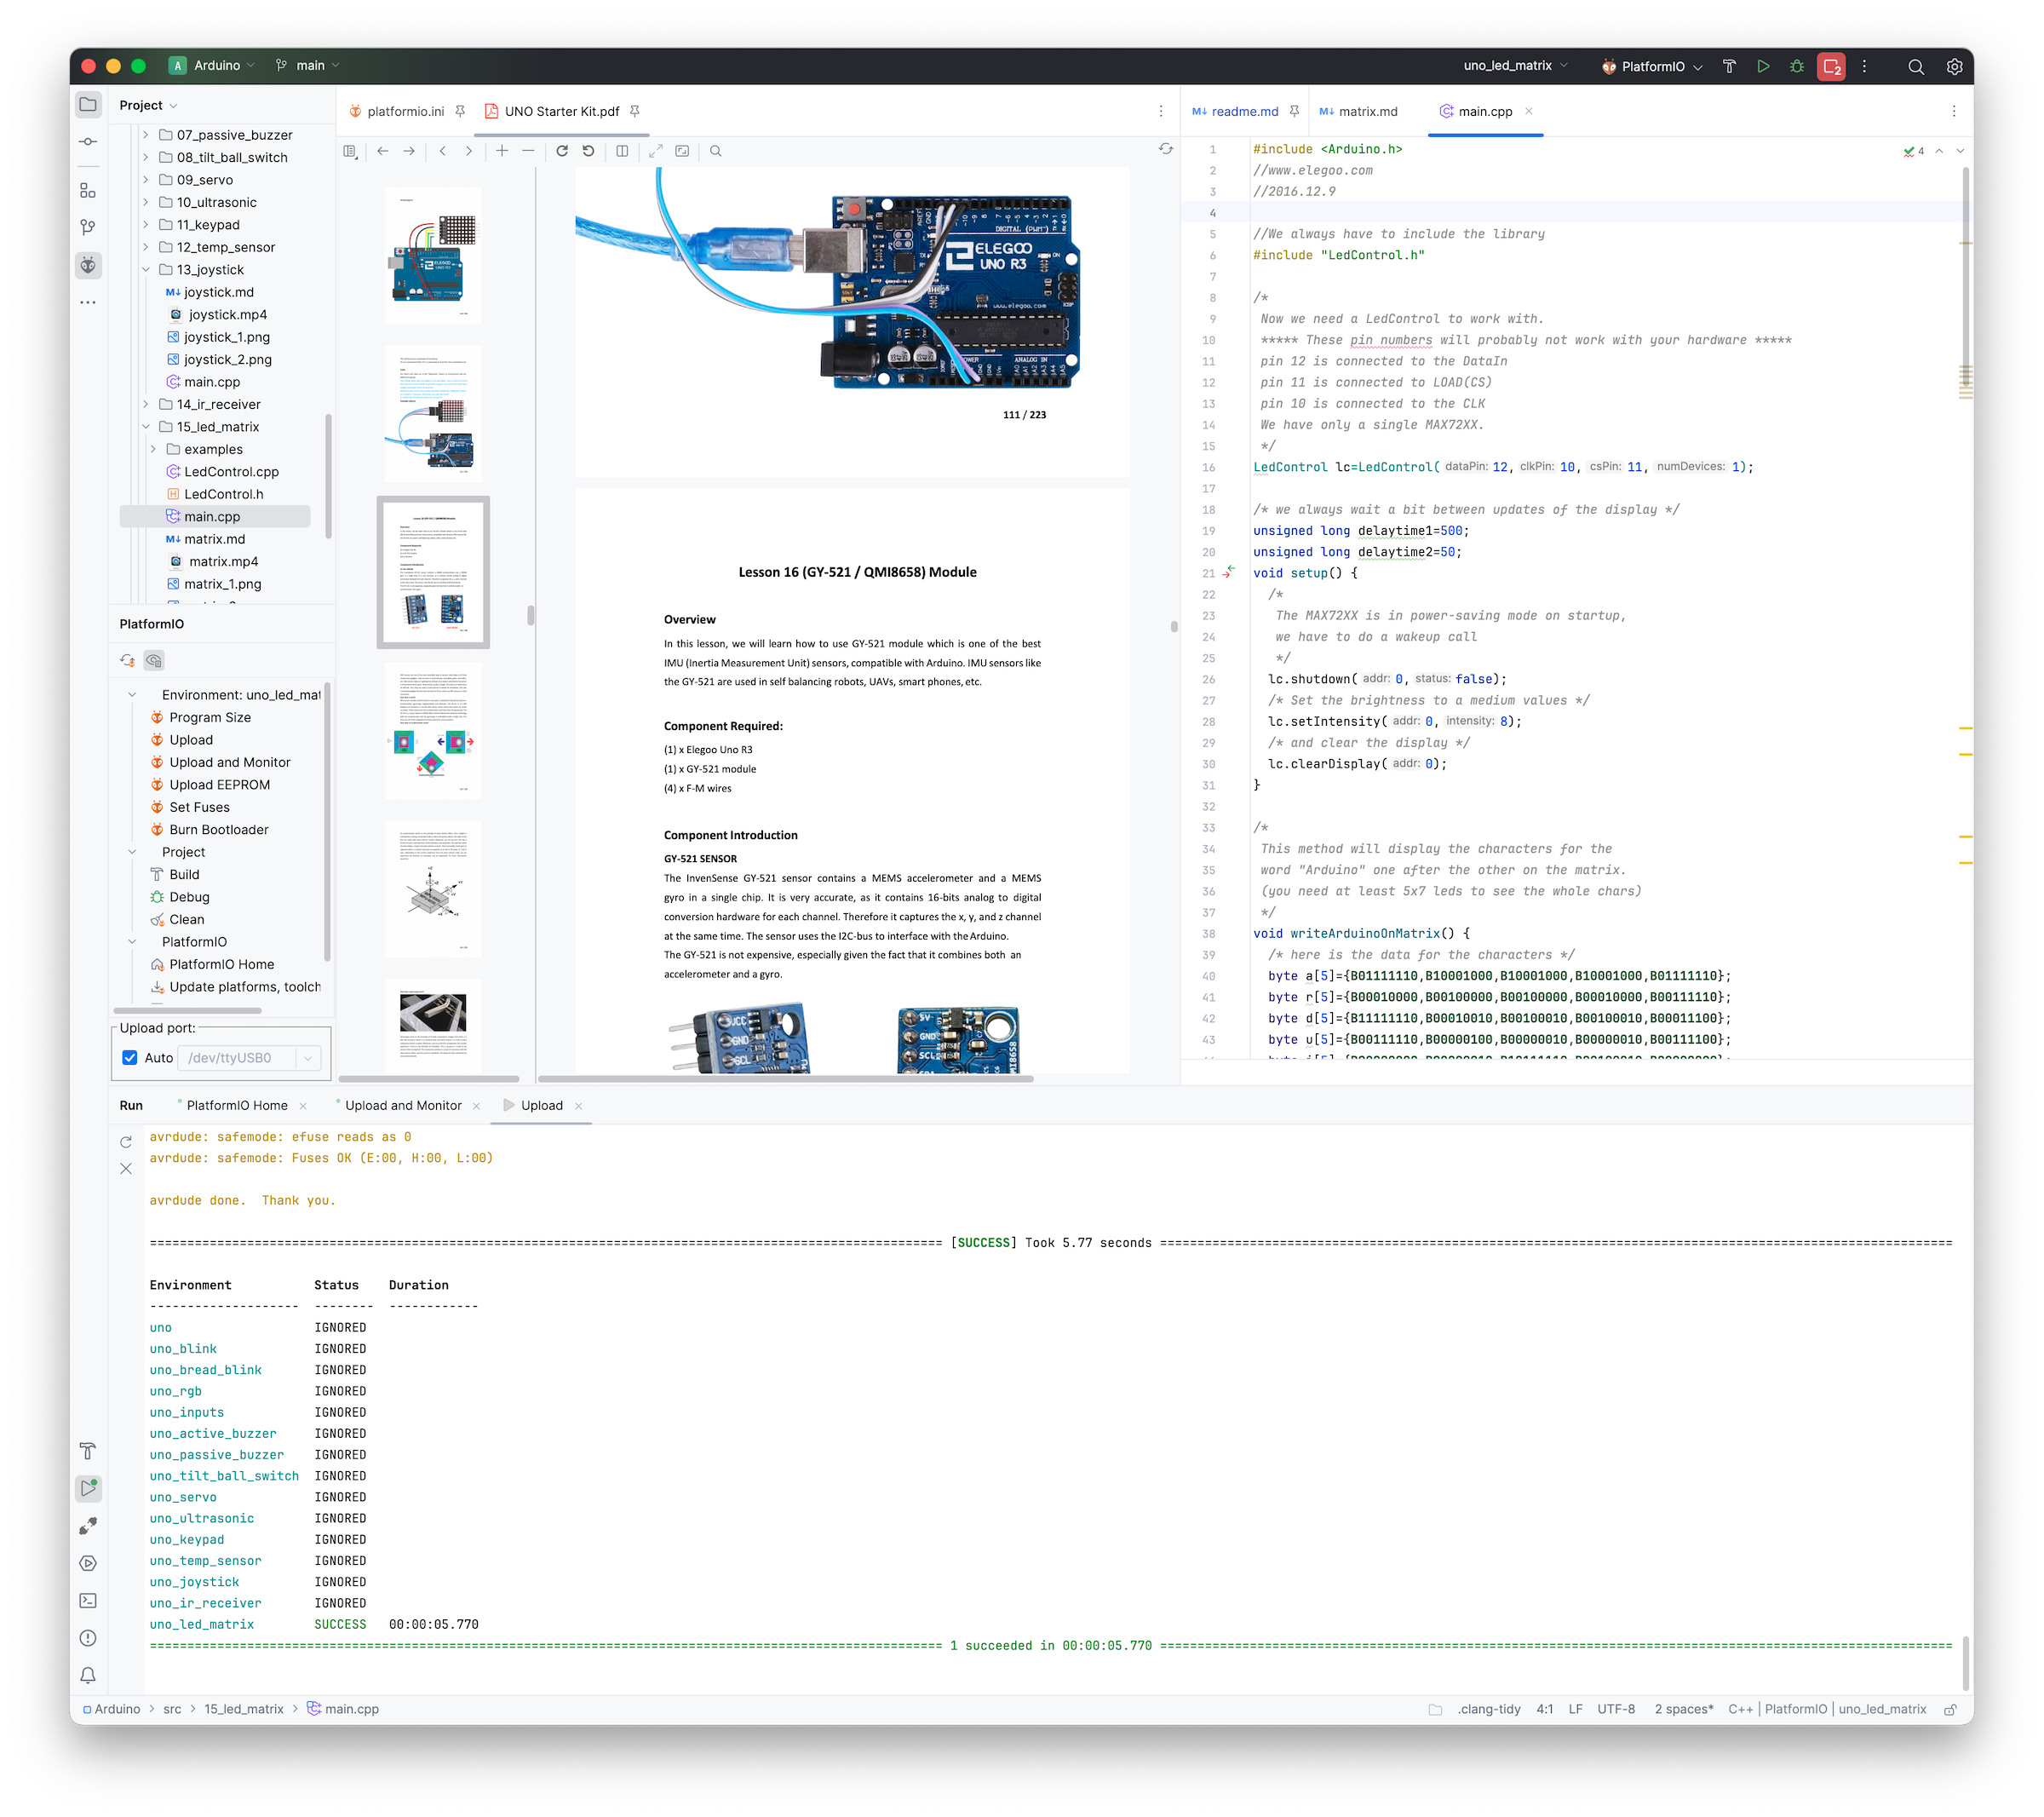 A Arduino main uno_led_matrix PlatformIO 2
Project
07_passive_buzzer
08_tilt_ball_switch
09_servo
10_ultrasonic
11_keypad
12_temp_sensor
13_joystick
M↓ joystick.md
joystick.mp4
joystick_1.png
joystick_2.png
main.cpp
14_ir_receiver
15_led_matrix
examples
LedControl.cpp
LedControl.h
main.cpp
M↓ matrix.md
matrix.mp4
matrix_1.png
PlatformIO
Environment: uno_led_mat
Program Size
Upload
Upload and Monitor
Upload EEPROM
Set Fuses
Burn Bootloader
Project
Build
Debug
Clean
PlatformIO
PlatformIO Home
Update platforms, toolch
Upload port:
Auto /dev/ttyUSB0
platformio.ini UNO Starter Kit.pdf
ELEGOO
UNO R3
DIGITAL (PWM~)
ON
www.elegoo.com
POWER ANALOG IN
111 / 223
Lesson 16 (GY-521 / QMI8658) Module
Overview
In this lesson, we will learn how to use GY-521 module which is one of the best
IMU (Inertia Measurement Unit) sensors, compatible with Arduino. IMU sensors like
the GY-521 are used in self balancing robots, UAVs, smart phones, etc.
Component Required:
(1) x Elegoo Uno R3
(1) x GY-521 module
(4) x F-M wires
Component Introduction
GY-521 SENSOR
The InvenSense GY-521 sensor contains a MEMS accelerometer and a MEMS
gyro in a single chip. It is very accurate, as it contains 16-bits analog to digital
conversion hardware for each channel. Therefore it captures the x, y, and z channel
at the same time. The sensor uses the I2C-bus to interface with the Arduino.
The GY-521 is not expensive, especially given the fact that it combines both an
accelerometer and a gyro.
VCC
GND
SCL
5V
GND
SCL
M↓ readme.md M↓ matrix.md main.cpp
4
1 #include <Arduino.h>
2 //www.elegoo.com
3 //2016.12.9
4
5 //We always have to include the library
6 #include "LedControl.h"
7
8 /*
9 Now we need a LedControl to work with.
10 ***** These pin numbers will probably not work with your hardware *****
11 pin 12 is connected to the DataIn
12 pin 11 is connected to LOAD(CS)
13 pin 10 is connected to the CLK
14 We have only a single MAX72XX.
15 */
16 LedControl lc=LedControl( dataPin: 12, clkPin: 10, csPin: 11, numDevices: 1);
17
18 /* we always wait a bit between updates of the display */
19 unsigned long delaytime1=500;
20 unsigned long delaytime2=50;
21 void setup() {
22 /*
23 The MAX72XX is in power-saving mode on startup,
24 we have to do a wakeup call
25 */
26 lc.shutdown( addr: 0, status: false);
27 /* Set the brightness to a medium values */
28 lc.setIntensity( addr: 0, intensity: 8);
29 /* and clear the display */
30 lc.clearDisplay( addr: 0);
31 }
32
33 /*
34 This method will display the characters for the
35 word "Arduino" one after the other on the matrix.
36 (you need at least 5x7 leds to see the whole chars)
37 */
38 void writeArduinoOnMatrix() {
39 /* here is the data for the characters */
40 byte a[5]={B01111110,B10001000,B10001000,B10001000,B01111110};
41 byte r[5]={B00010000,B00100000,B00100000,B00010000,B00111110};
42 byte d[5]={B11111110,B00010010,B00100010,B00100010,B00011100};
43 byte u[5]={B00111110,B00000100,B00000010,B00000010,B00111100};
Run PlatformIO Home Upload and Monitor Upload
avrdude: safemode: efuse reads as 0
avrdude: safemode: Fuses OK (E:00, H:00, L:00)
avrdude done. Thank you.
[SUCCESS] Took 5.77 seconds
Environment Status Duration
-------------------- -------- ------------
uno IGNORED
uno_blink IGNORED
uno_bread_blink IGNORED
uno_rgb IGNORED
uno_inputs IGNORED
uno_active_buzzer IGNORED
uno_passive_buzzer IGNORED
uno_tilt_ball_switch IGNORED
uno_servo IGNORED
uno_ultrasonic IGNORED
uno_keypad IGNORED
uno_temp_sensor IGNORED
uno_joystick IGNORED
uno_ir_receiver IGNORED
uno_led_matrix SUCCESS 00:00:05.770
1 succeeded in 00:00:05.770
Arduino > src > 15_led_matrix > main.cpp .clang-tidy 4:1 LF UTF-8 2 spaces* C++ | PlatformIO | uno_led_matrix